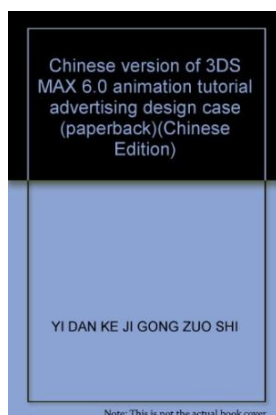 Chinese version of 3DS
MAX 6.0 animation tutorial
advertising design case
(paperback)(Chinese
Edition)
YI DAN KE JI GONG ZUO SHI
Note: This is not the actual book cover